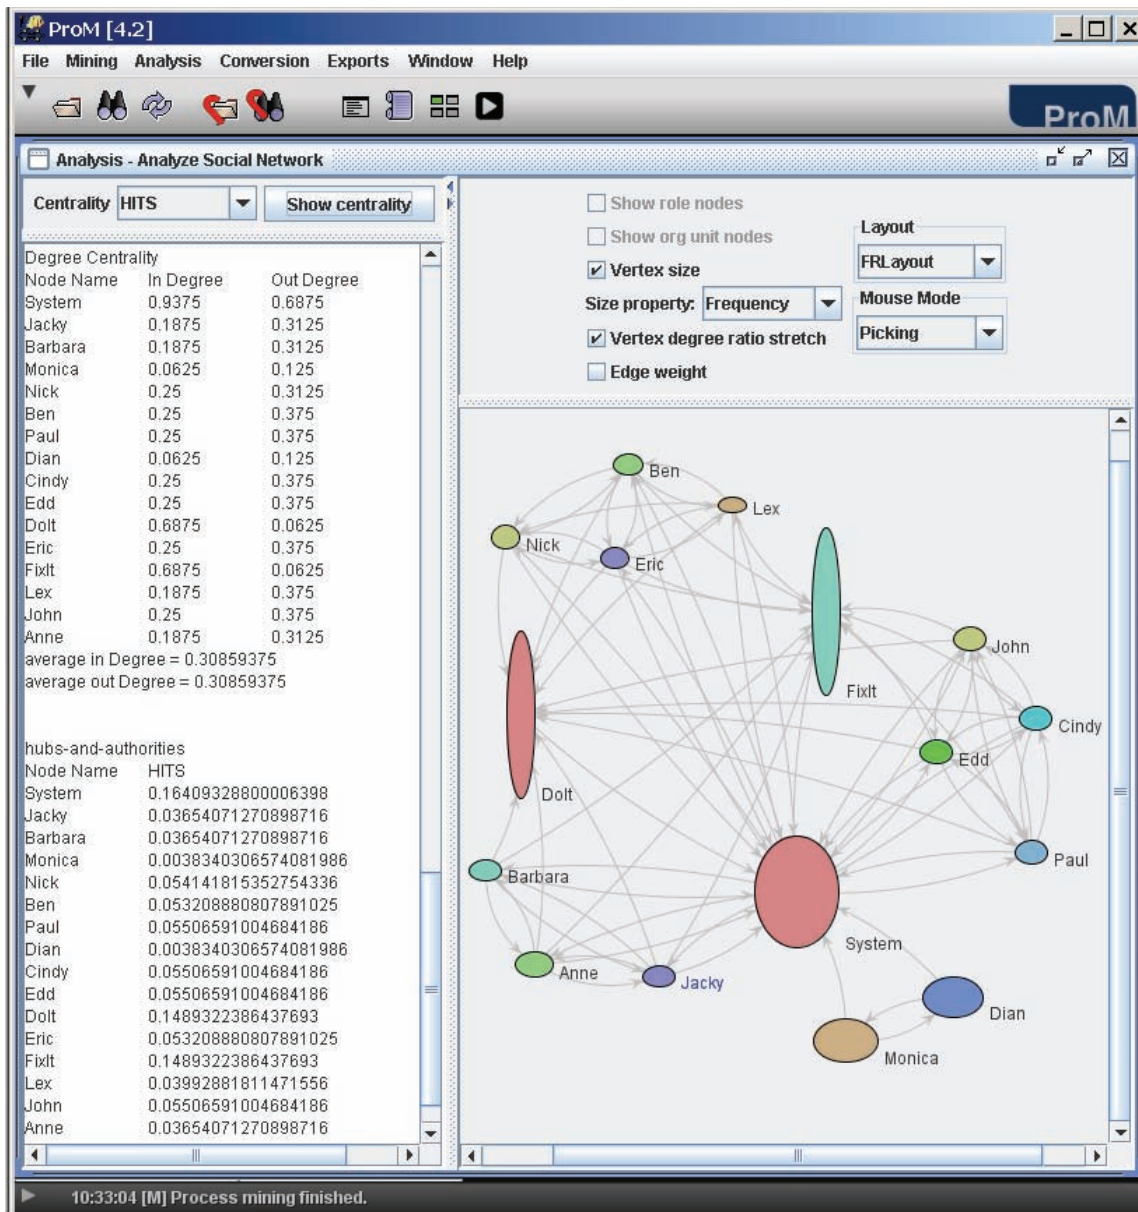 ProM [4.2]
File Mining Analysis Conversion Exports Window Help
ProM
Analysis - Analyze Social Network
Centrality HITS Show centrality
Degree Centrality
Node Name In Degree Out Degree
System 0.9375 0.6875
Jacky 0.1875 0.3125
Barbara 0.1875 0.3125
Monica 0.0625 0.125
Nick 0.25 0.3125
Ben 0.25 0.375
Paul 0.25 0.375
Dian 0.0625 0.125
Cindy 0.25 0.375
Edd 0.25 0.375
DoIt 0.6875 0.0625
Eric 0.25 0.375
FixIt 0.6875 0.0625
Lex 0.1875 0.375
John 0.25 0.375
Anne 0.1875 0.3125
average in Degree = 0.30859375
average out Degree = 0.30859375
hubs-and-authorities
Node Name HITS
System 0.16409328800006398
Jacky 0.03654071270898716
Barbara 0.03654071270898716
Monica 0.0038340306574081986
Nick 0.054141815352754336
Ben 0.053208880807891025
Paul 0.05506591004684186
Dian 0.0038340306574081986
Cindy 0.05506591004684186
Edd 0.05506591004684186
DoIt 0.1489322386437693
Eric 0.053208880807891025
FixIt 0.1489322386437693
Lex 0.03992881811471556
John 0.05506591004684186
Anne 0.03654071270898716
Show role nodes
Show org unit nodes
Vertex size
Size property: Frequency
Vertex degree ratio stretch
Edge weight
Layout
FRLayout
Mouse Mode
Picking
Ben
Lex
Nick
Eric
John
FixIt
Cindy
Edd
DoIt
Paul
Barbara
System
Anne
Jacky
Dian
Monica
10:33:04 [M] Process mining finished.